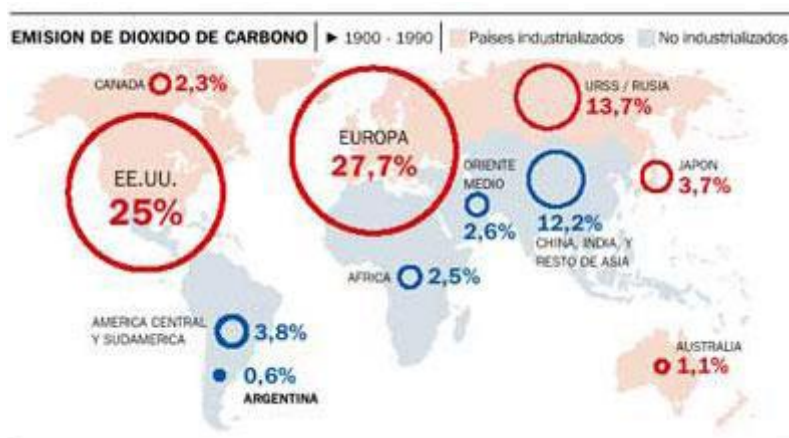 EMISION DE DIOXIDO DE CARBONO ► 1900 - 1990 Países industrializados No industrializados
CANADA 2,3%
EE.UU.
25%
EUROPA
27,7%
URSS / RUSIA
13,7%
ORIENTE
MEDIO
2,6%
12,2%
CHINA, INDIA, Y
RESTO DE ASIA
JAPON
3,7%
AFRICA 2,5%
AMERICA CENTRAL
Y SUDAMERICA
3,8%
0,6%
ARGENTINA
AUSTRALIA
1,1%